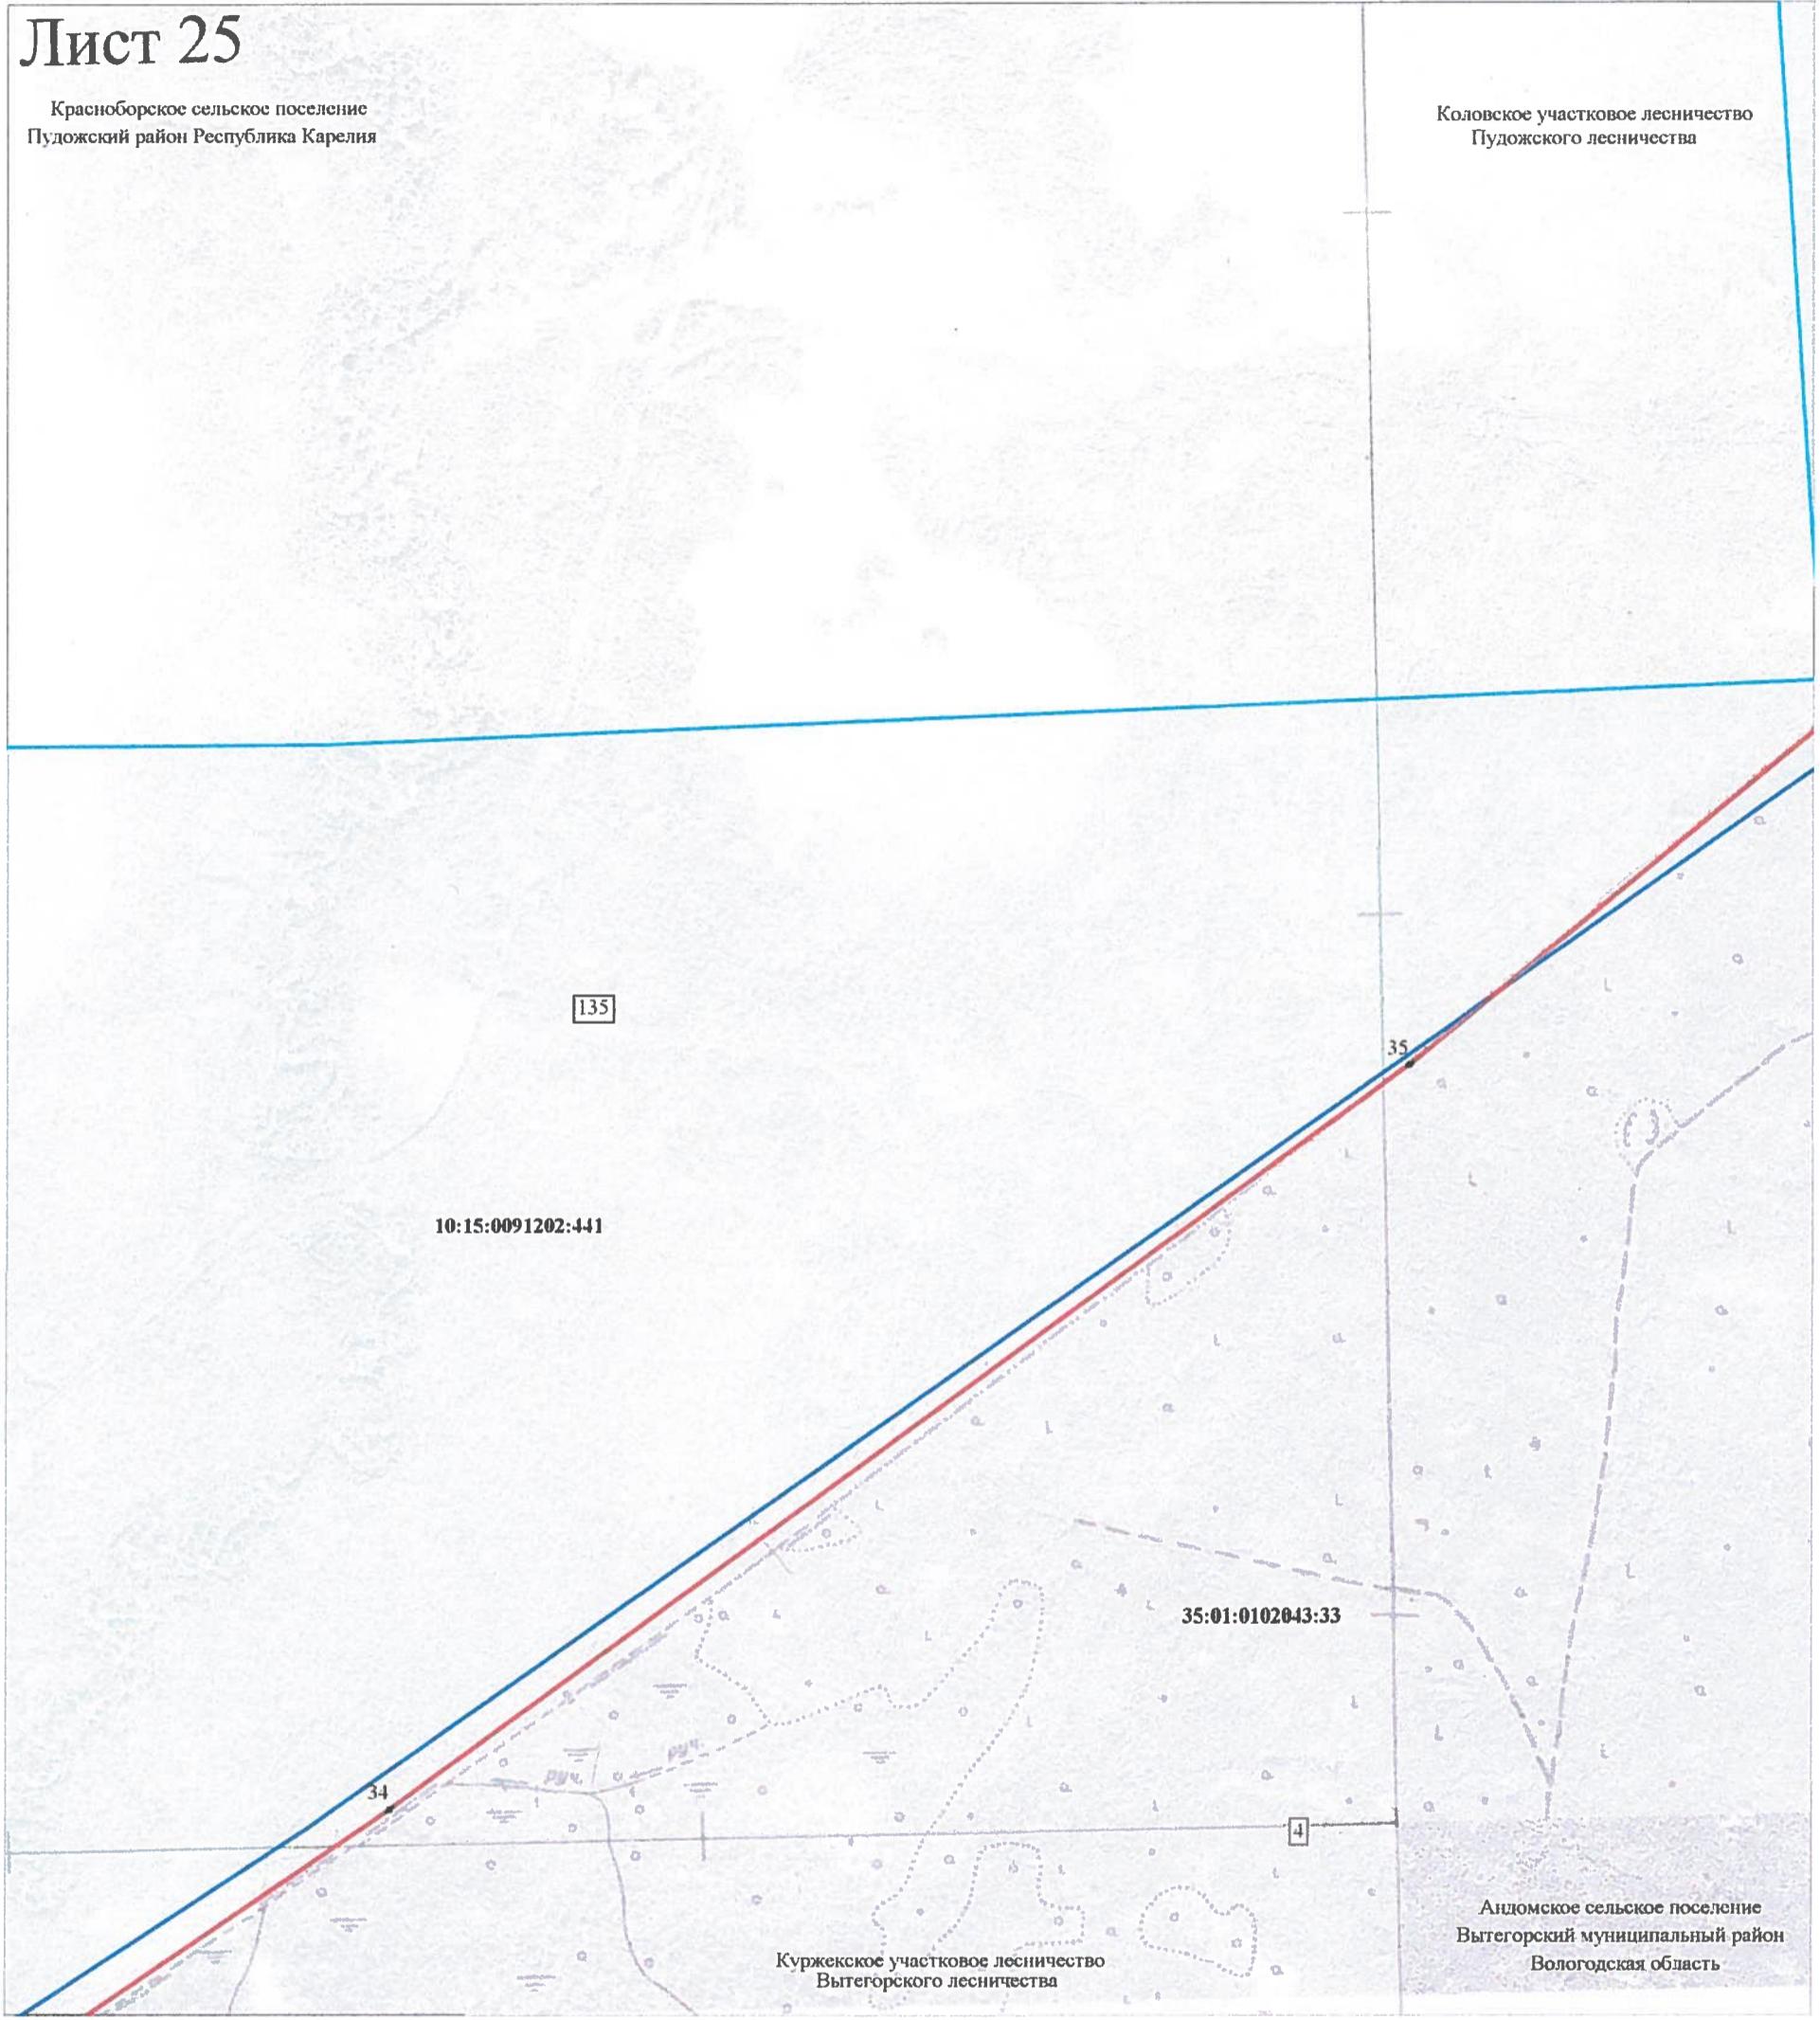 Лист 25
Красноборское сельское поселение
Пудожский район Республика Карелия
Коловское участковое лесничество
Пудожского лесничества
135
35
10:15:0091202:441
35:01:0102043:33
руч.
руч.
34
4
Куржекское участковое лесничество
Вытегорского лесничества
Андомское сельское поселение
Вытегорский муниципальный район
Вологодская область